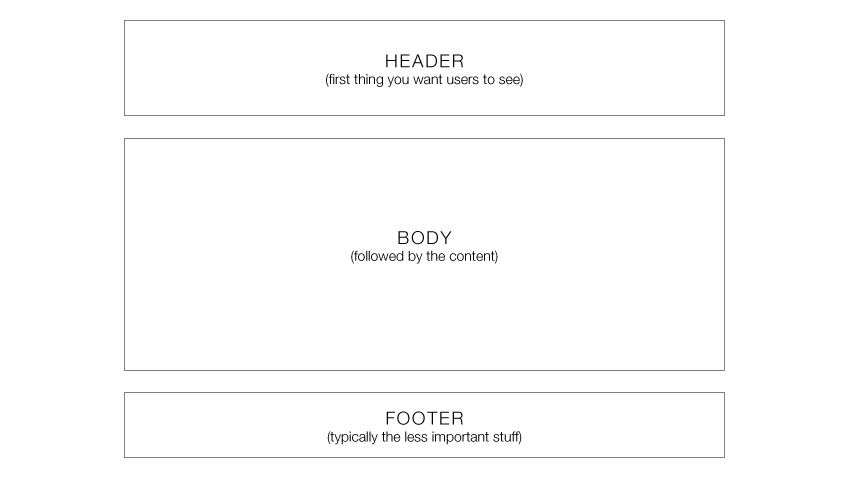 HEADER
(first thing you want users to see)
BODY
(followed by the content)
FOOTER
(typically the less important stuff)